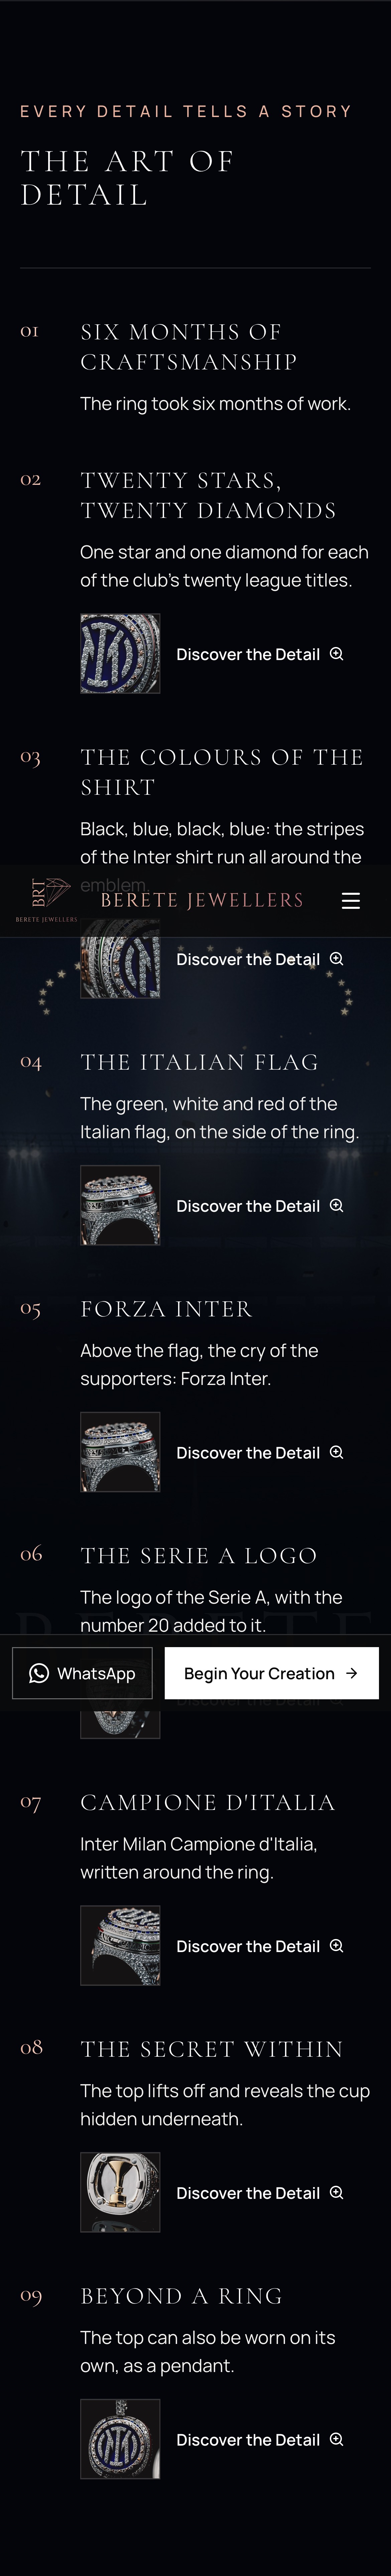 EVERY DETAIL TELLS A STORY
THE ART OF
DETAIL
01
SIX MONTHS OF
CRAFTSMANSHIP
The ring took six months of work.
02
TWENTY STARS,
TWENTY DIAMONDS
One star and one diamond for each
of the club's twenty league titles.
Discover the Detail
03
THE COLOURS OF THE
SHIRT
Black, blue, black, blue: the stripes
of the Inter shirt run all around the
emblem.
BRT
BERETE JEWELLERS
BERETE JEWELLERS
Discover the Detail
04
THE ITALIAN FLAG
The green, white and red of the
Italian flag, on the side of the ring.
Discover the Detail
05
FORZA INTER
Above the flag, the cry of the
supporters: Forza Inter.
Discover the Detail
06
THE SERIE A LOGO
The logo of the Serie A, with the
number 20 added to it.
BERETE
WhatsApp
Begin Your Creation
Discover the Detail
07
CAMPIONE D'ITALIA
Inter Milan Campione d'Italia,
written around the ring.
Discover the Detail
08
THE SECRET WITHIN
The top lifts off and reveals the cup
hidden underneath.
Discover the Detail
09
BEYOND A RING
The top can also be worn on its
own, as a pendant.
Discover the Detail